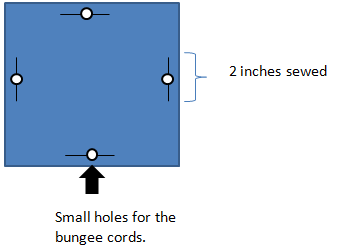 2 inches sewed
Small holes for the
bungee cords.